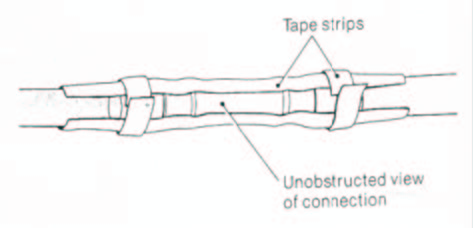 Tape strips
Unobstructed view
of connection